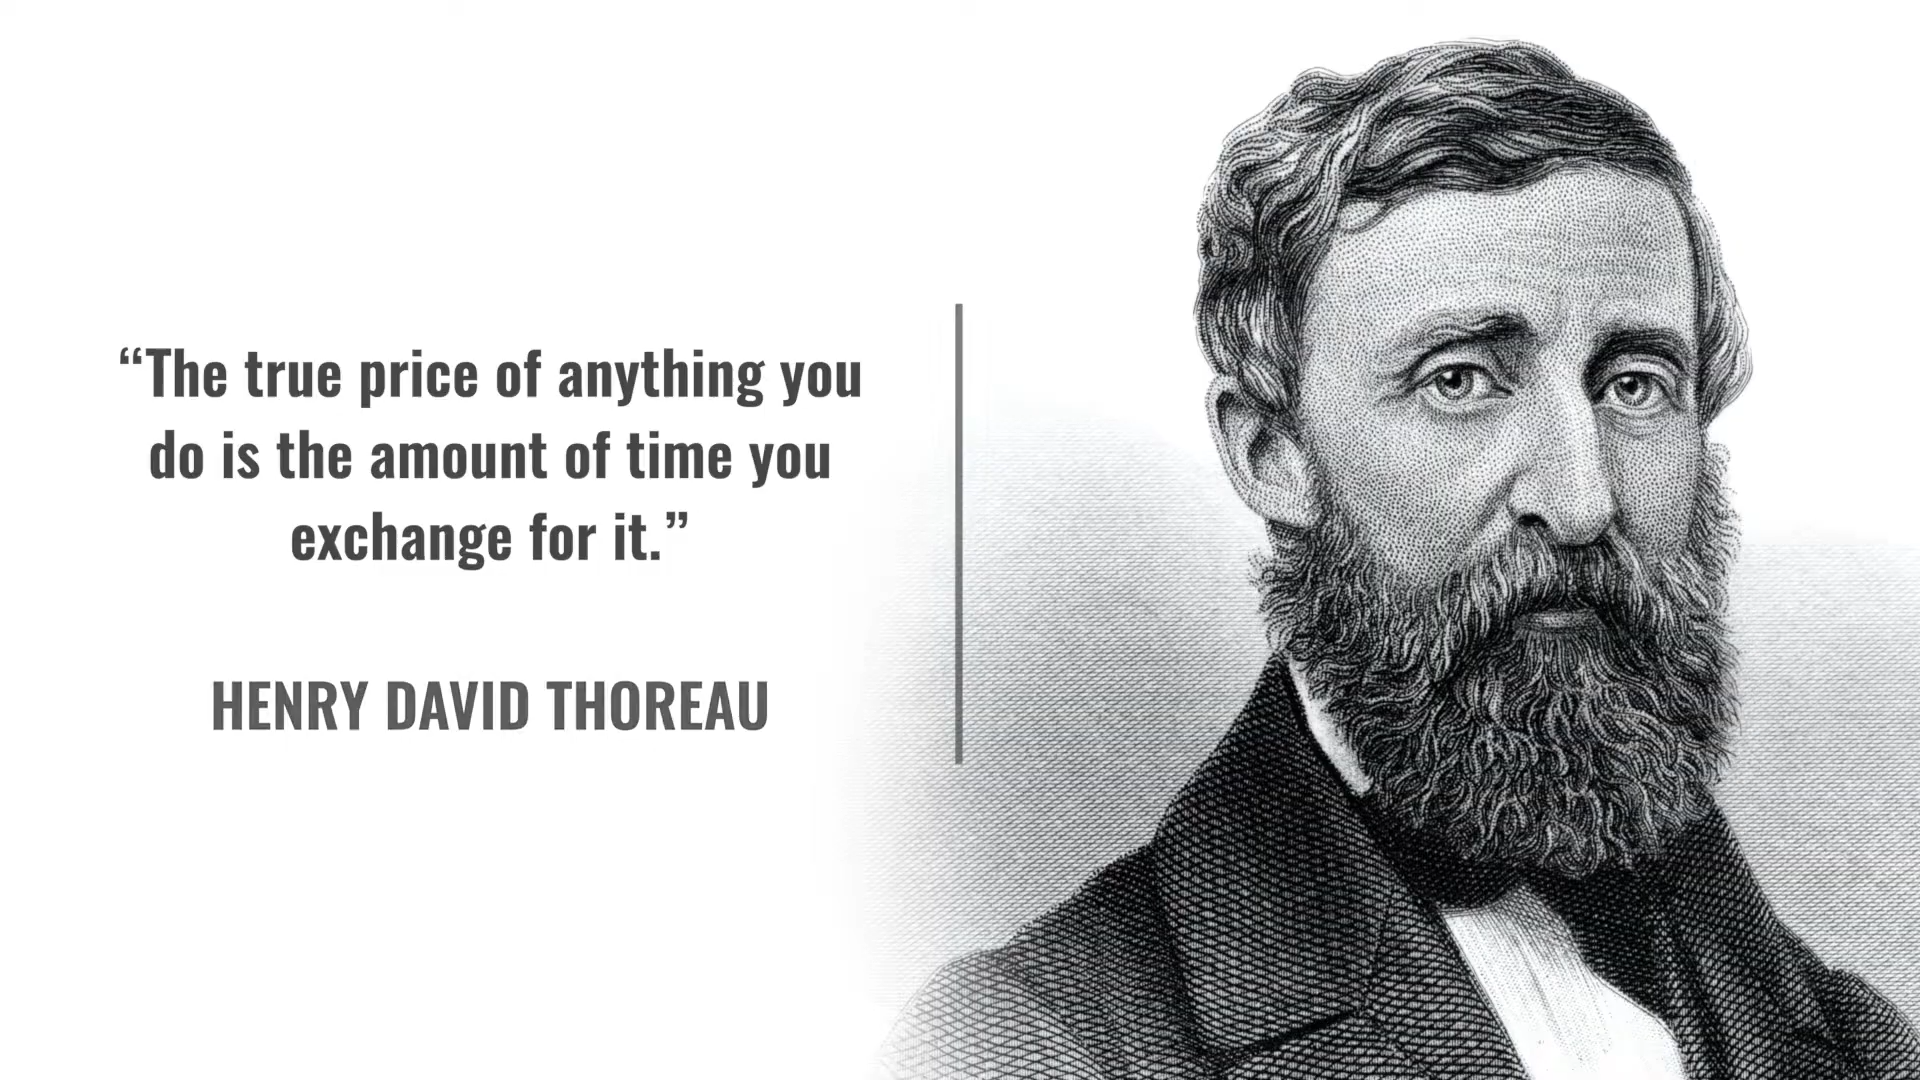 “The true price of anything you
do is the amount of time you
exchange for it.”
HENRY DAVID THOREAU